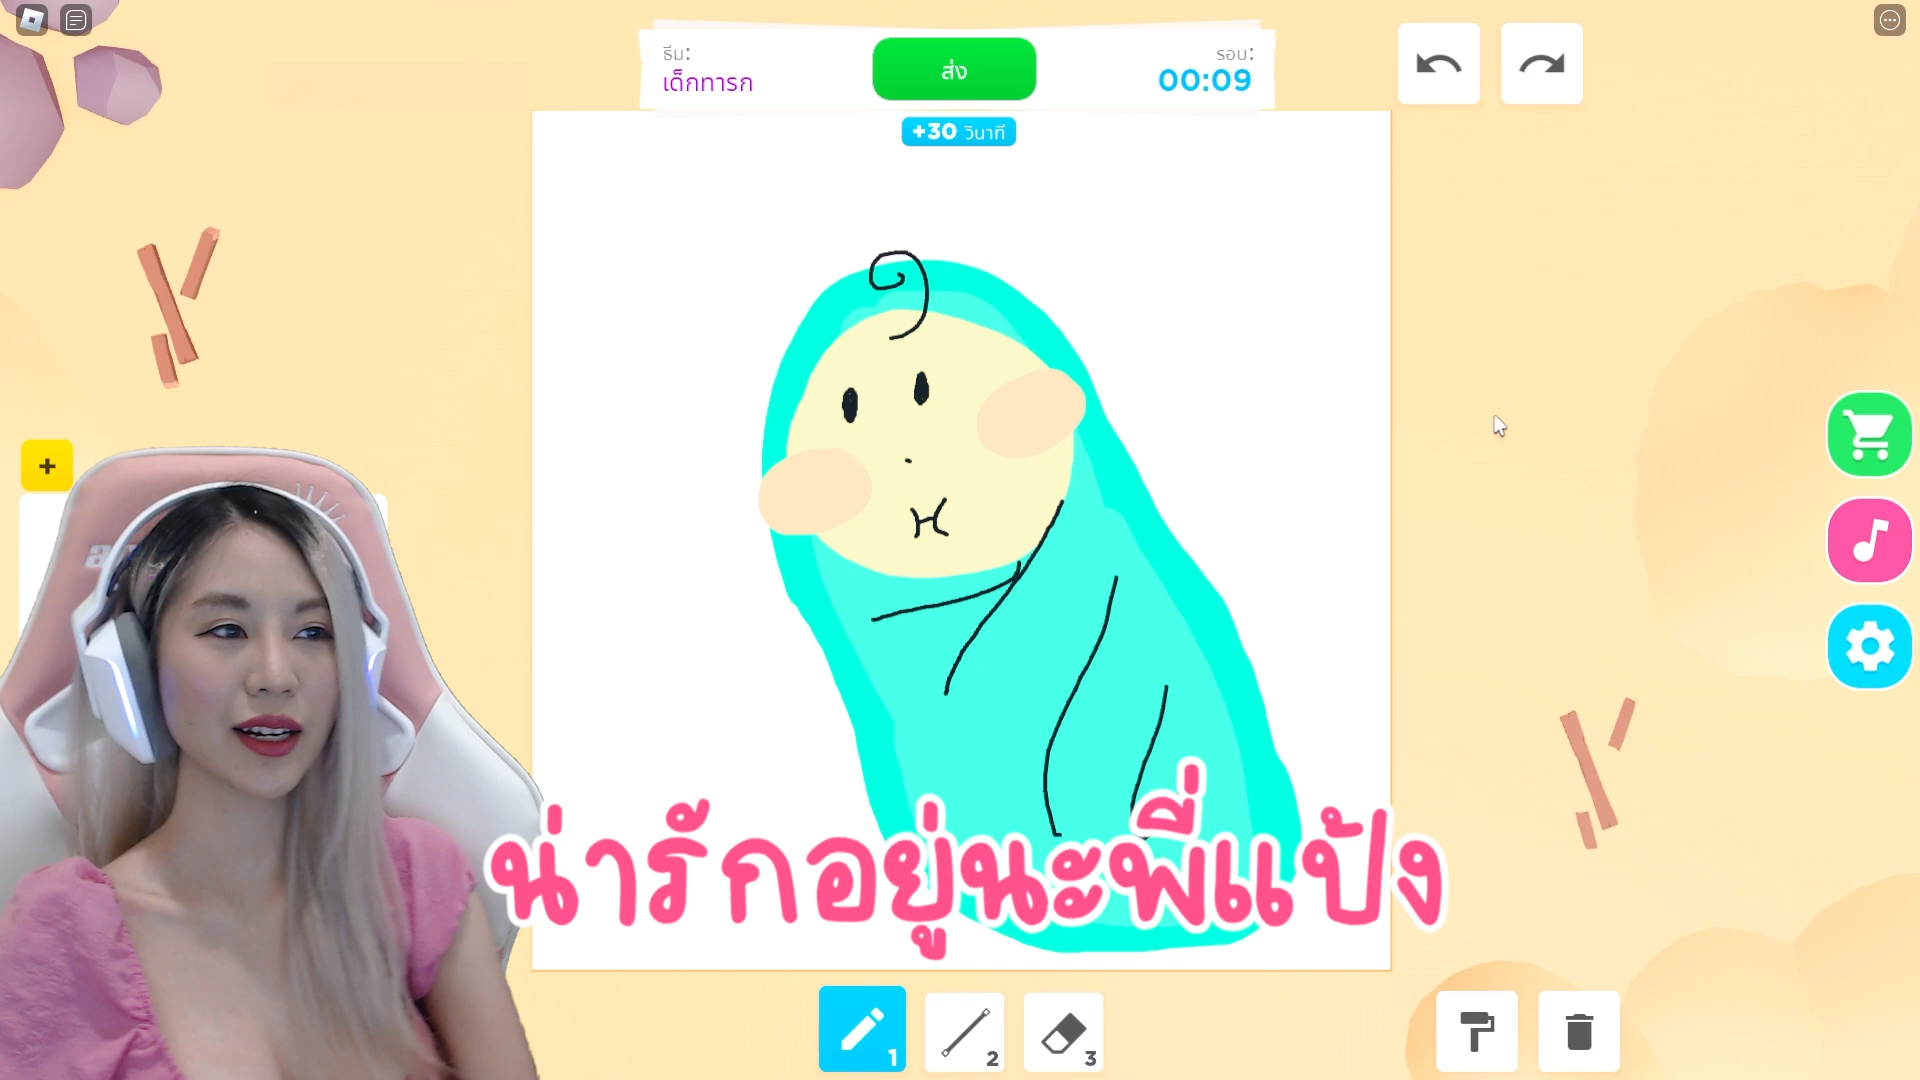 ธีม:
เด็กทารก
ส่ง
รอบ:
00:09
+30 วินาที
น่ารักอยู่นะพี่แป้ง
1
2
3